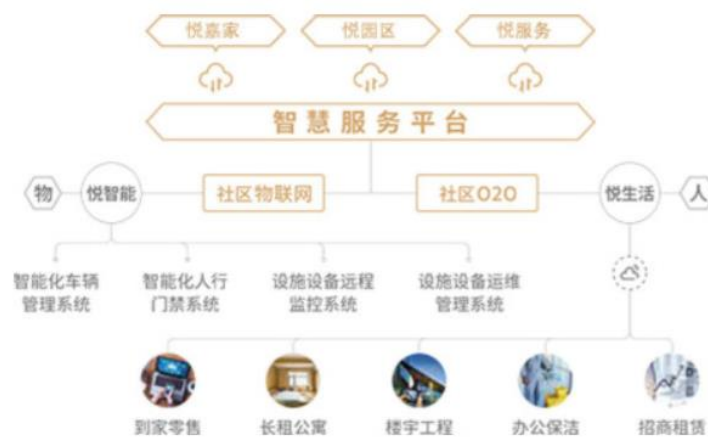 悦嘉家
悦园区
悦服务
智慧服务平台
物
悦智能
社区物联网
社区O2O
悦生活
人
智能化车辆
管理系统
智能化人行
门禁系统
设施设备远程
监控系统
设施设备运维
管理系统
到家零售
长租公寓
楼宇工程
办公保洁
招商租赁